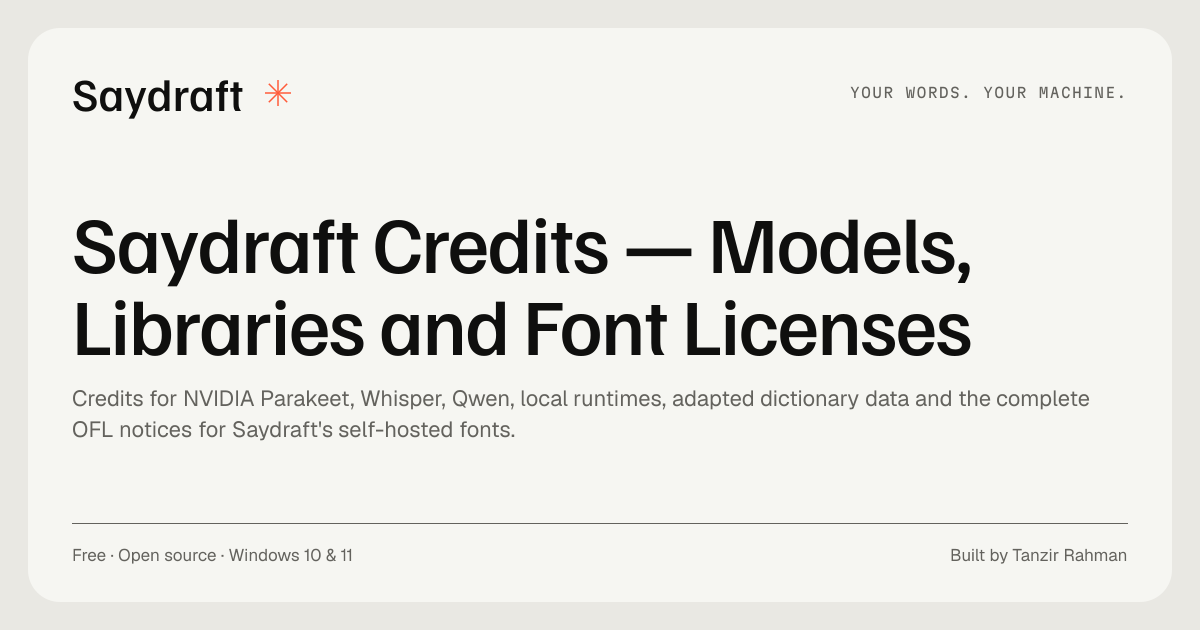 Saydraft
YOUR WORDS. YOUR MACHINE.
Saydraft Credits — Models,
Libraries and Font Licenses
Credits for NVIDIA Parakeet, Whisper, Qwen, local runtimes, adapted dictionary data and the complete
OFL notices for Saydraft's self-hosted fonts.
Free · Open source · Windows 10 & 11
Built by Tanzir Rahman